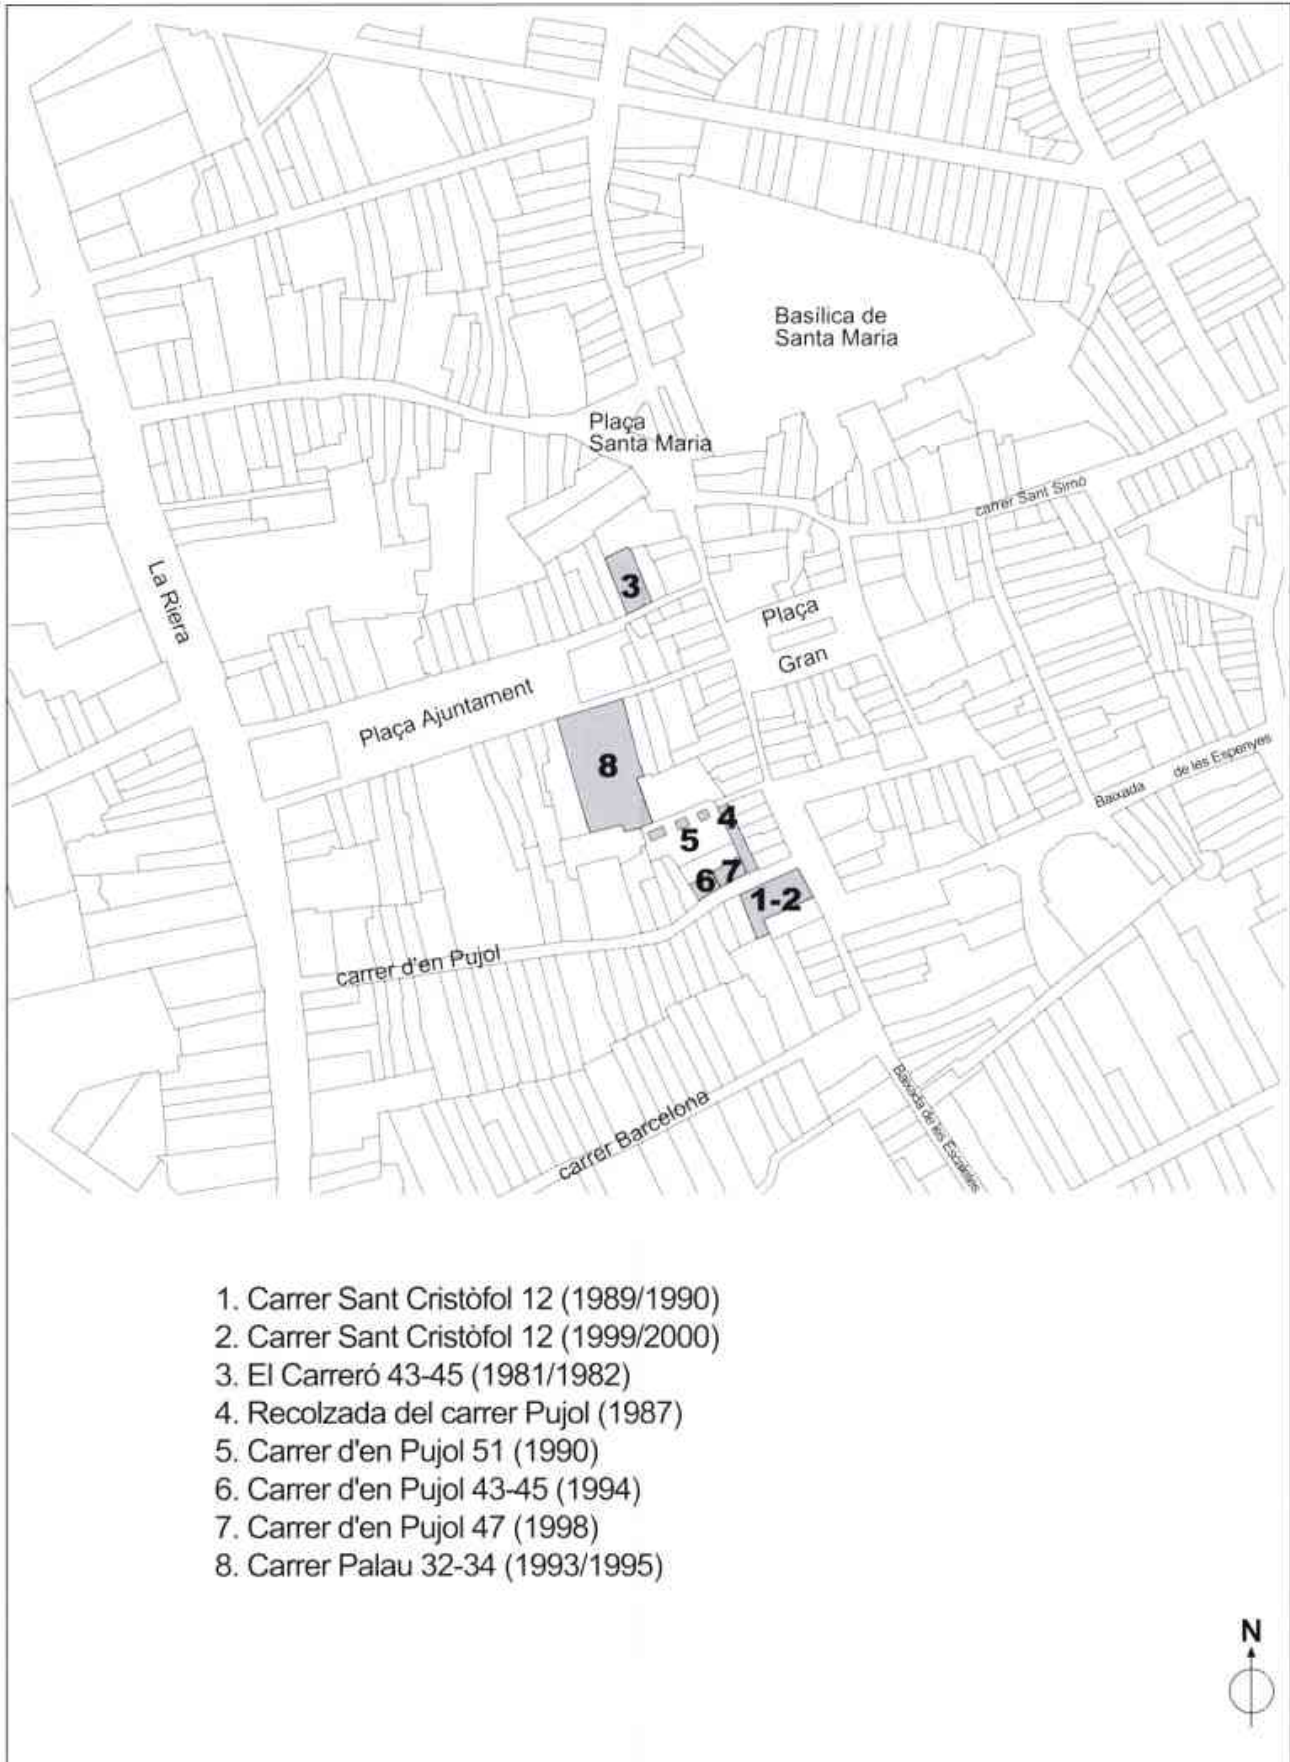 Basílica de
Santa Maria
Plaça
Santa Maria
carrer Sant Simó
La Riera
3
Plaça
Gran
Plaça Ajuntament
8
Baixada de les Espenyes
4
5
7
6
1-2
carrer d'en Pujol
Baixada de les Escaletes
carrer Barcelona
1. Carrer Sant Cristòfol 12 (1989/1990)
2. Carrer Sant Cristòfol 12 (1999/2000)
3. El Carreró 43-45 (1981/1982)
4. Recolzada del carrer Pujol (1987)
5. Carrer d'en Pujol 51 (1990)
6. Carrer d'en Pujol 43-45 (1994)
7. Carrer d'en Pujol 47 (1998)
8. Carrer Palau 32-34 (1993/1995)
N